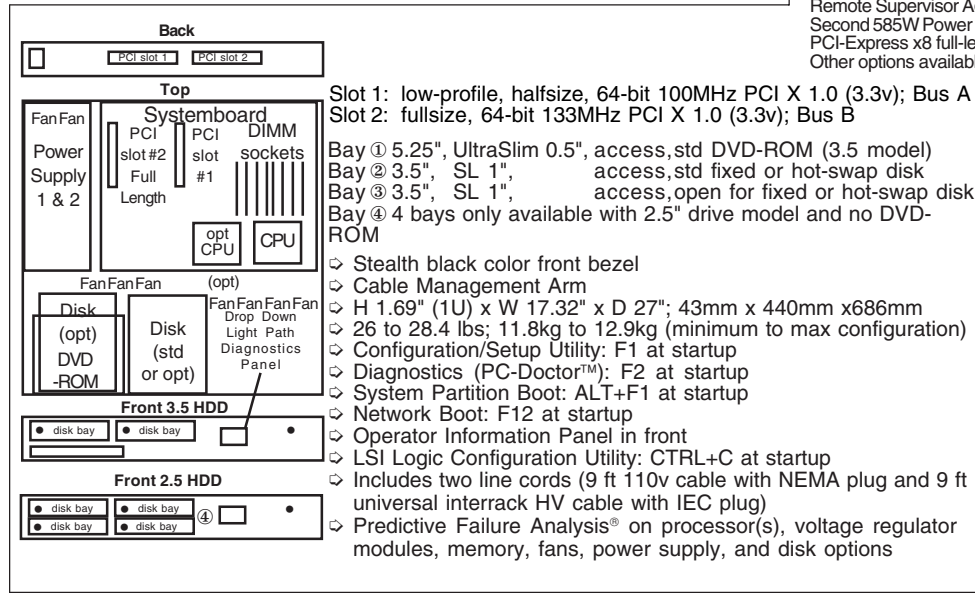 Remote Supervisor
Second 585W Power
PCI-Express x8
Other options
Back
PCI slot 1 PCI slot 2
Top
Fan Fan
Power
Supply
1 & 2
Systemboard
PCI
slot #2
Full
Length
PCI
slot
#1
DIMM
sockets
opt
CPU
CPU
Fan Fan Fan
(opt)
Fan Fan Fan Fan
Disk
(opt)
DVD
-ROM
Disk
(std
or opt)
Drop Down
Light Path
Diagnostics
Panel
Front 3.5 HDD
disk bay disk bay
Front 2.5 HDD
disk bay disk bay
disk bay disk bay
④
Slot 1: low-profile, halfsize, 64-bit 100MHz PCI X 1.0 (3.3v); Bus A
Slot 2: fullsize, 64-bit 133MHz PCI X 1.0 (3.3v); Bus B
Bay ① 5.25", UltraSlim 0.5", access,std DVD-ROM (3.5 model)
Bay ② 3.5", SL 1", access,std fixed or hot-swap disk
Bay ③ 3.5", SL 1", access,open for fixed or hot-swap disk
Bay ④ 4 bays only available with 2.5" drive model and no DVD-
ROM
➯ Stealth black color front bezel
➯ Cable Management Arm
➯ H 1.69" (1U) x W 17.32" x D 27"; 43mm x 440mm x686mm
➯ 26 to 28.4 lbs; 11.8kg to 12.9kg (minimum to max configuration)
➯ Configuration/Setup Utility: F1 at startup
➯ Diagnostics (PC-Doctor™): F2 at startup
➯ System Partition Boot: ALT+F1 at startup
➯ Network Boot: F12 at startup
➯ Operator Information Panel in front
➯ LSI Logic Configuration Utility: CTRL+C at startup
➯ Includes two line cords (9 ft 110v cable with NEMA plug and 9 ft
universal interrack HV cable with IEC plug)
➯ Predictive Failure Analysis® on processor(s), voltage regulator
modules, memory, fans, power supply, and disk options